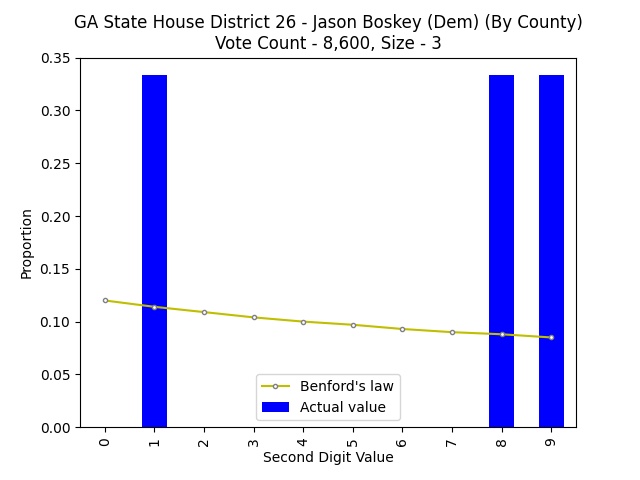 GA State House District 26 - Jason Boskey (Dem) (By County)
Vote Count - 8,600, Size - 3
0.35
0.30
0.25
0.20
0.15
0.10
0.05
0.00
Proportion
Benford's law
Actual value
0 1 2 3 4 5 6 7 8 9
Second Digit Value